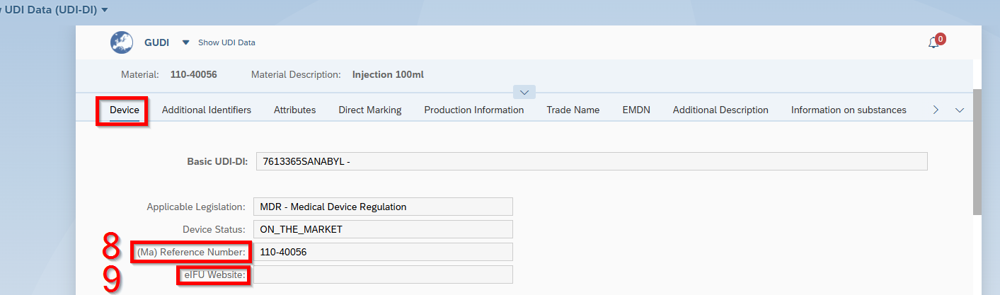 UDI Data (UDI-DI)
GUDI Show UDI Data 0
Material: 110-40056 Material Description: Injection 100ml
Device Additional Identifiers Attributes Direct Marking Production Information Trade Name EMDN Additional Description Information on substances
Basic UDI-DI: 7613365SANABYL -
Applicable Legislation: MDR - Medical Device Regulation
Device Status: ON_THE_MARKET
8 (Ma) Reference Number: 110-40056
9 eIFU Website: